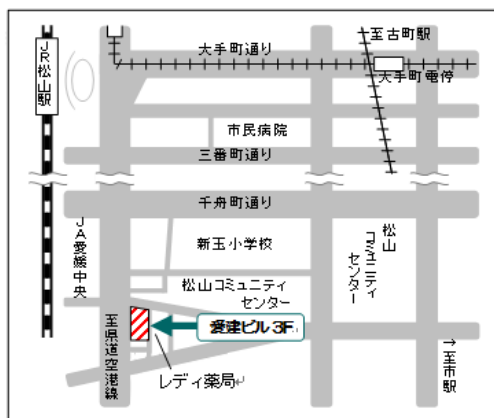 大手町通り
至古町駅
JR松山駅
大手町電停
市民病院
三番町通り
千舟町通り
JA愛媛中央
新玉小学校
松山
コミュニティ
センター
松山コミュニティ
センター
愛建ビル3F
至県道空港線
レディ薬局
→至市駅